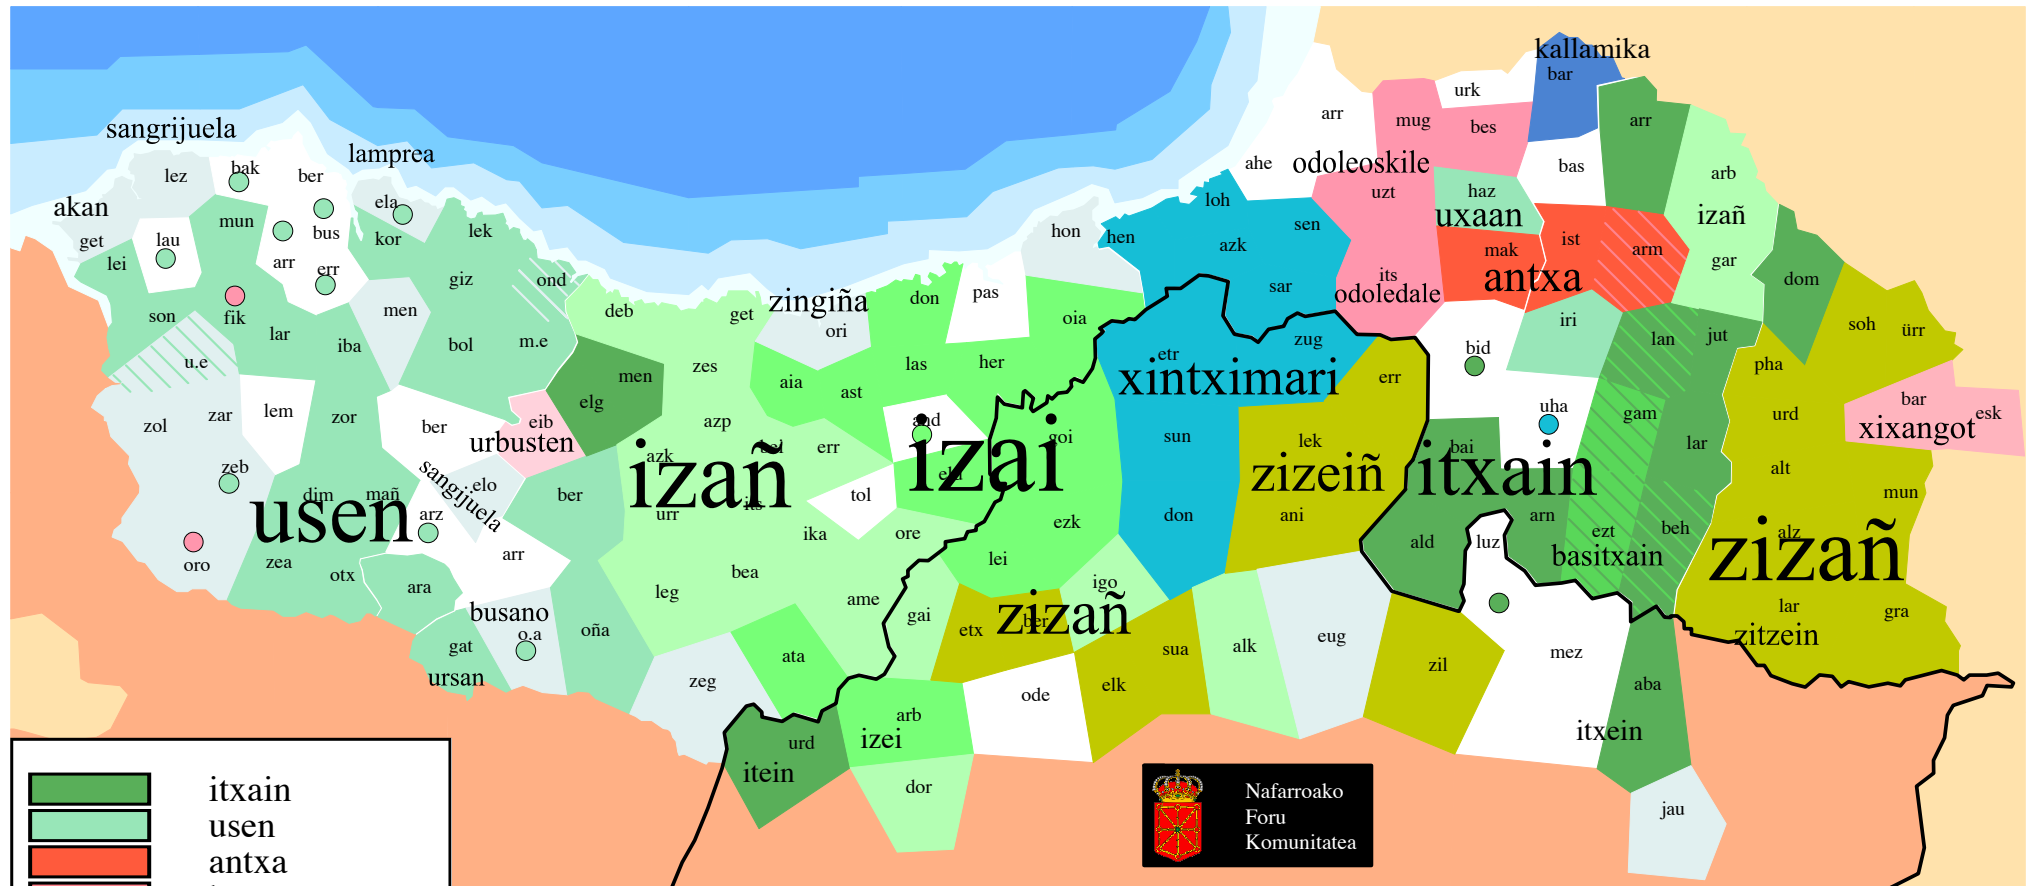 kallamika
bar
urk
arr
mug
bes
arr
sangrijuela
lamprea
bak
ber
lez
ahe
odoleoskile
bas
arb
uzt
haz
akan
ela
loh
uxaan
izañ
mun
bus
kor
lek
hon
hen
azk
sen
ist
arm
get
lau
lei
arr
err
giz
ond
mak
antxa
gar
its
odoledale
sar
dom
zingiña
don
pas
son
fik
men
deb
get
ori
oia
iri
soh
ürr
lar
iba
bol
m.e
zug
bid
lan
jut
u.e
zes
las
her
etr
xintximari
err
pha
men
aia
ast
elg
zol
zar
lem
zor
ber
eib
urbusten
azp
and
goi
sun
lek
zizeiñ
uha
gam
urd
bar
esk
xixangot
bel
err
azk
izañ
izai
bai
itxain
lar
alt
zeb
sangijuela
elo
dim
mañ
usen
ber
its
tol
ela
mun
arz
urr
ika
ore
ezk
don
ani
arn
ezt
beh
alz
zizañ
oro
zea
otx
arr
bea
lei
ald
luz
basitxain
ara
leg
ame
igo
busano
o.a
oña
gai
etx
ber
zizañ
lar
gra
zitzein
gat
ursan
ata
sua
alk
eug
zil
mez
zeg
ode
elk
aba
arb
izei
urd
itein
itxein
dor
jau
Nafarroako
Foru
Komunitatea
itxain
usen
antxa